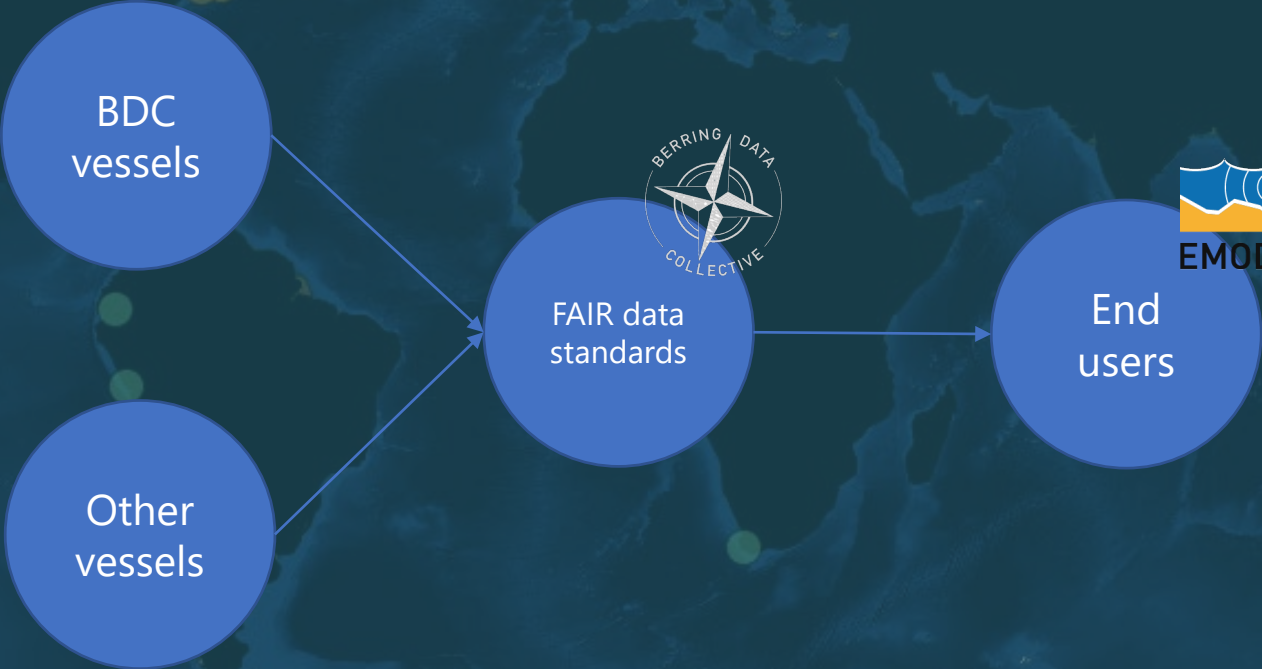 BDC
vessels
BERRING DATA
COLLECTIVE
FAIR data
standards
End
users
Other
vessels